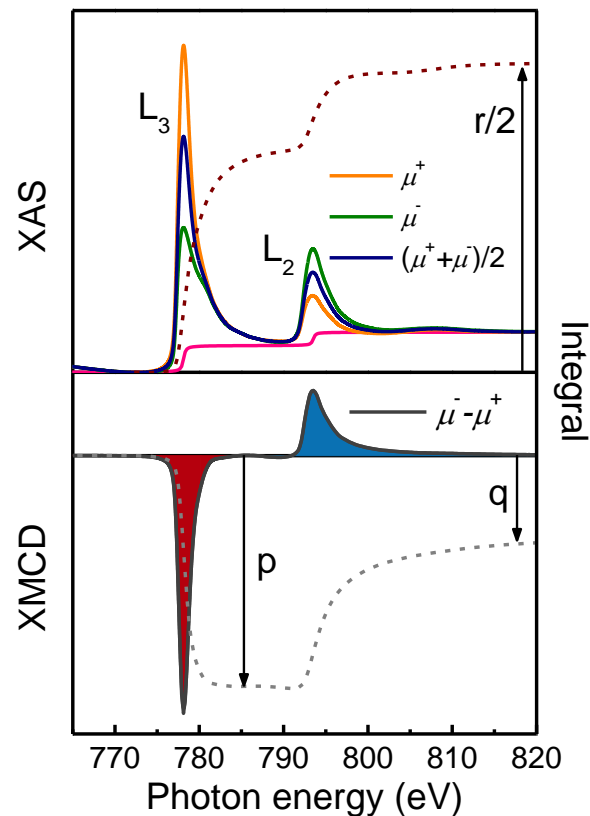 XAS
L3
L2
μ+
μ-
(μ++μ-)/2
r/2
Integral
XMCD
μ--μ+
p
q
770 780 790 800 810 820
Photon energy (eV)